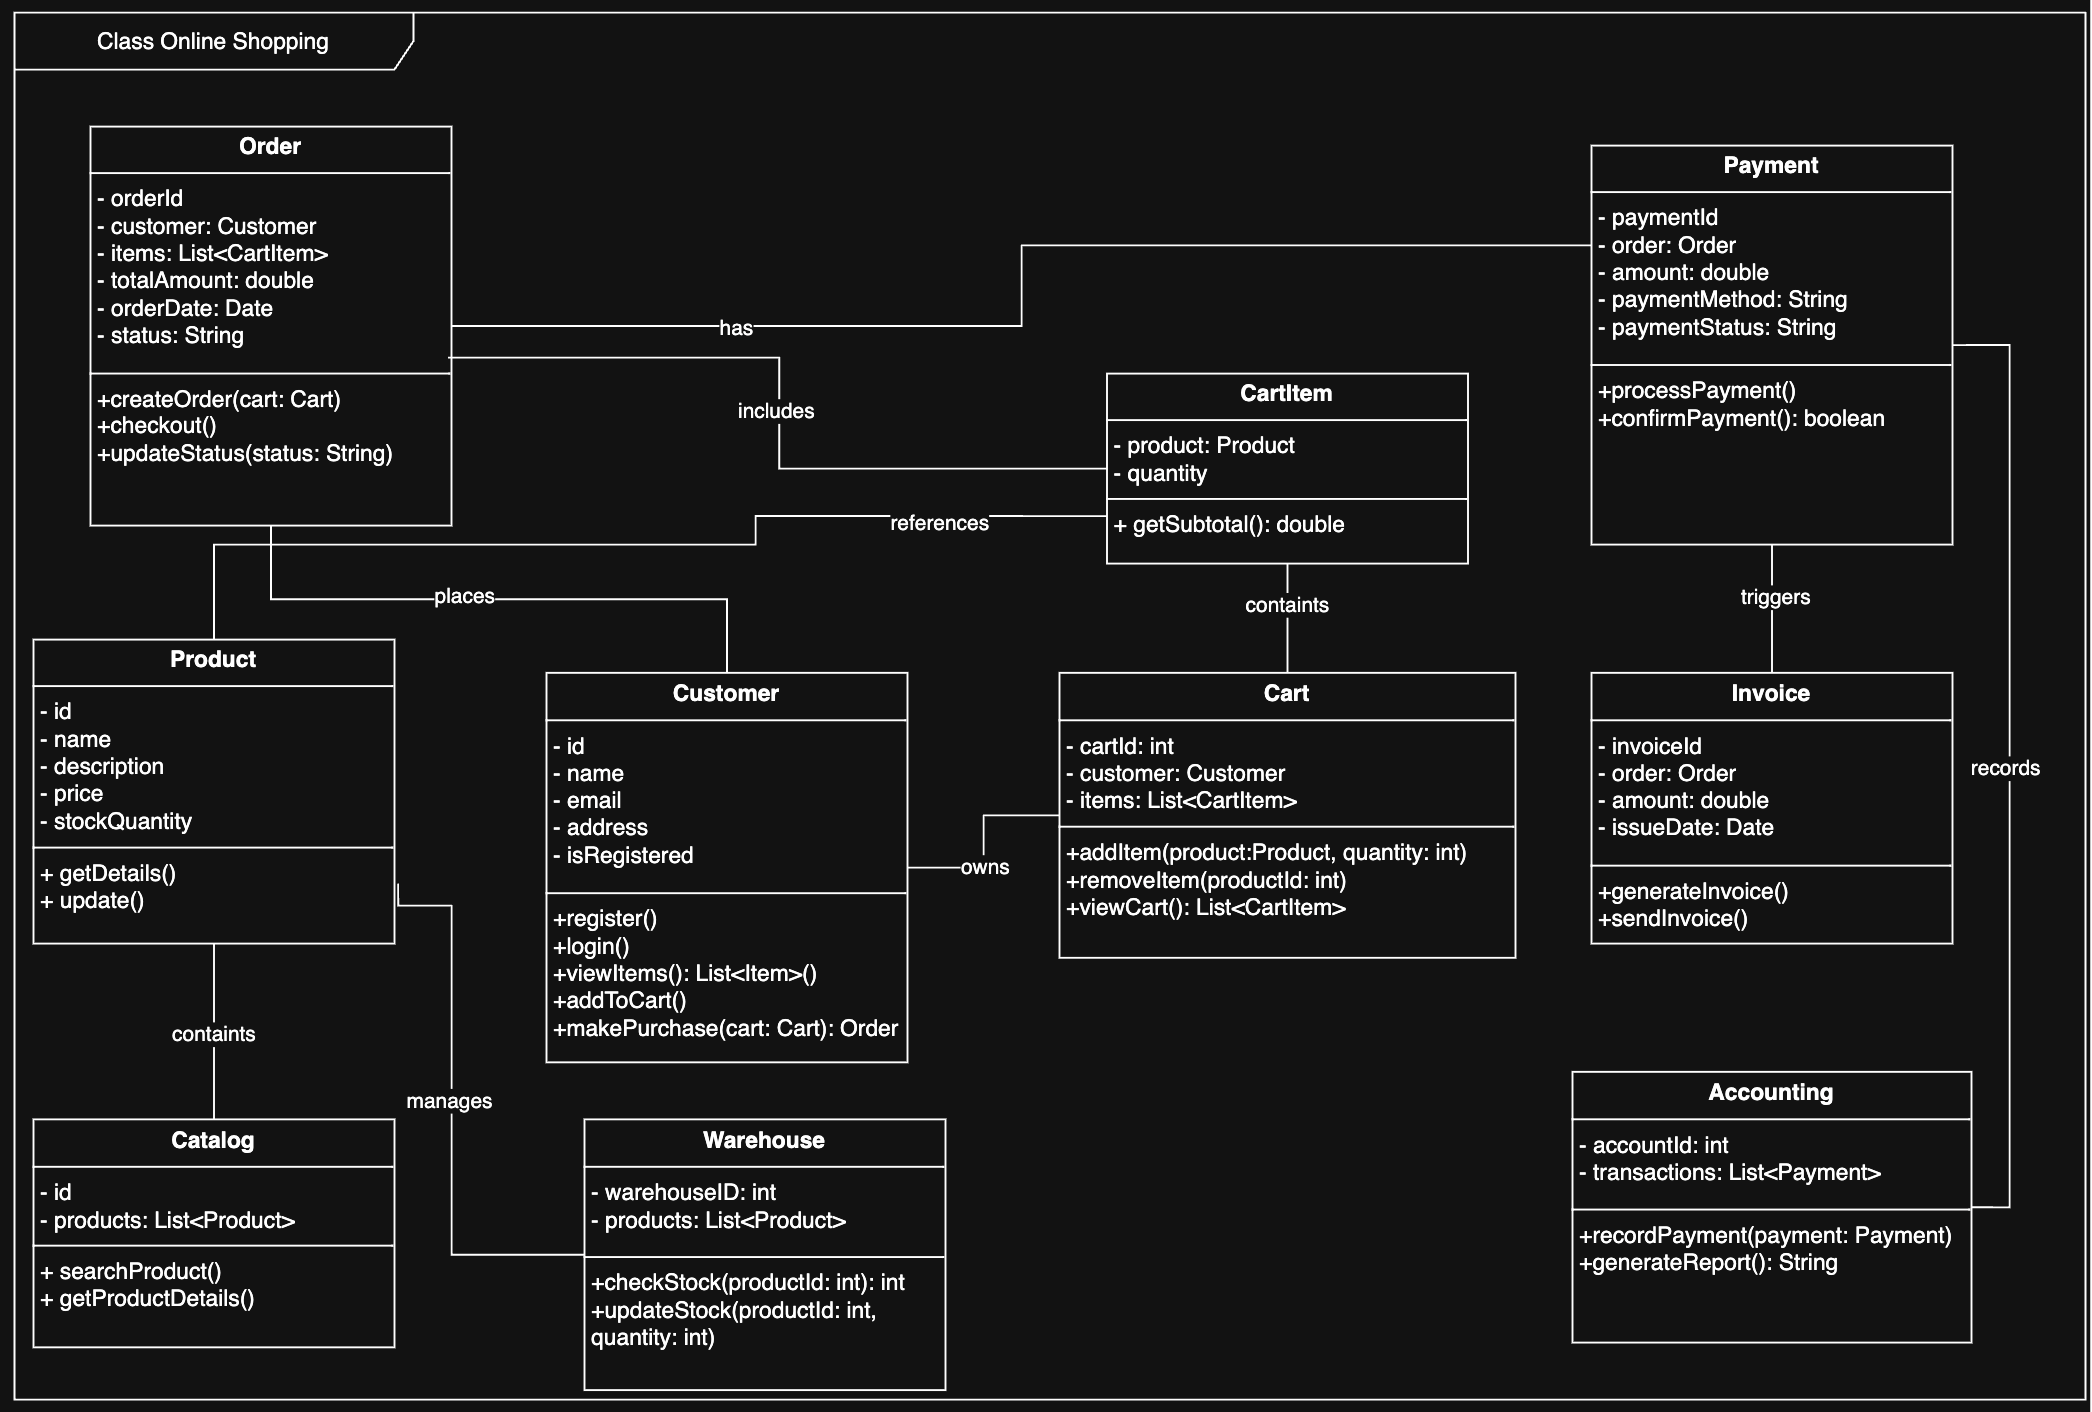 Class Online Shopping
Order
- orderId
- customer: Customer
- items: List<CartItem>
- totalAmount: double
- orderDate: Date
- status: String
+createOrder(cart: Cart)
+checkout()
+updateStatus(status: String)
Payment
- paymentId
- order: Order
- amount: double
- paymentMethod: String
- paymentStatus: String
+processPayment()
+confirmPayment(): boolean
has
includes
CartItem
- product: Product
- quantity
+ getSubtotal(): double
references
places
containts
triggers
Product
- id
- name
- description
- price
- stockQuantity
+ getDetails()
+ update()
Customer
- id
- name
- email
- address
- isRegistered
+register()
+login()
+viewItems(): List<Item>()
+addToCart()
+makePurchase(cart: Cart): Order
owns
Cart
- cartId: int
- customer: Customer
- items: List<CartItem>
+addItem(product:Product, quantity: int)
+removeItem(productId: int)
+viewCart(): List<CartItem>
Invoice
- invoiceId
- order: Order
- amount: double
- issueDate: Date
+generateInvoice()
+sendInvoice()
records
containts
manages
Catalog
- id
- products: List<Product>
+ searchProduct()
+ getProductDetails()
Warehouse
- warehouseID: int
- products: List<Product>
+checkStock(productId: int): int
+updateStock(productId: int,
quantity: int)
Accounting
- accountId: int
- transactions: List<Payment>
+recordPayment(payment: Payment)
+generateReport(): String